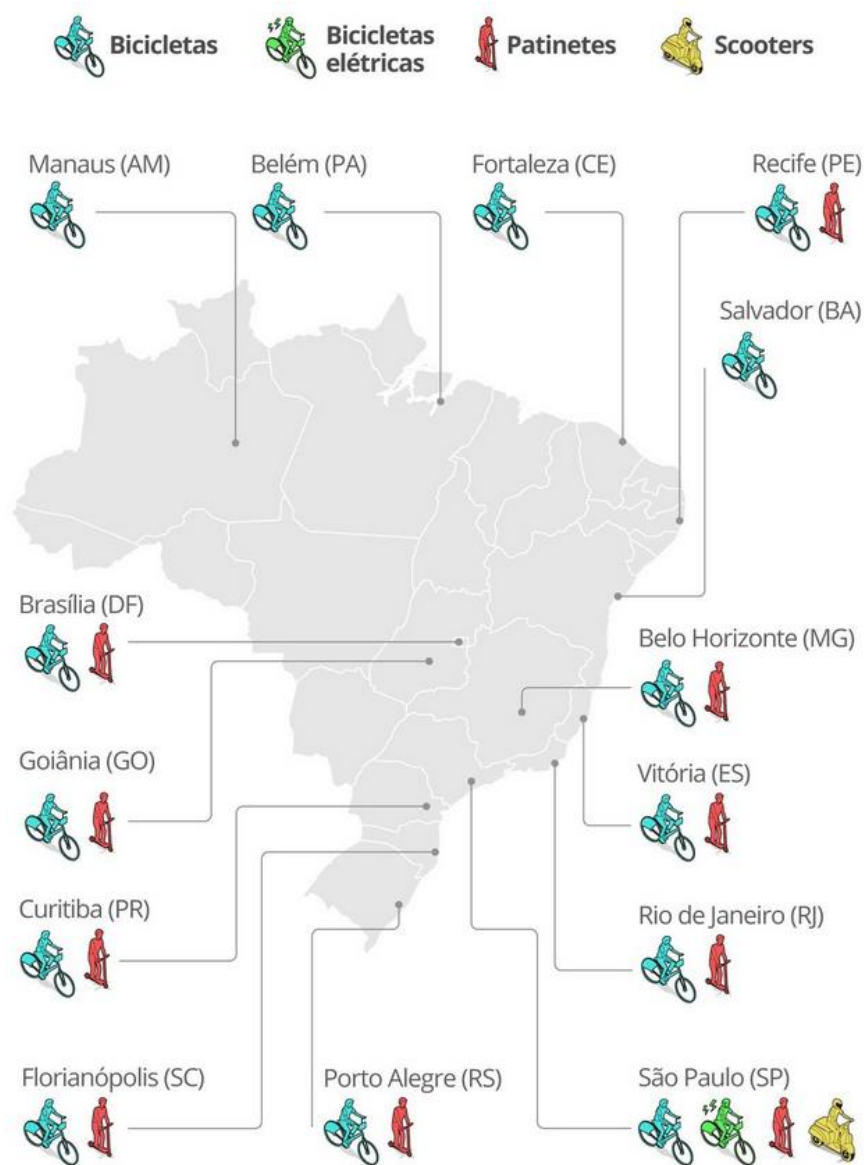 Bicicletas
Bicicletas
elétricas
Patinetes
Scooters
Manaus (AM)
Belém (PA)
Fortaleza (CE)
Recife (PE)
Salvador (BA)
Brasília (DF)
Belo Horizonte (MG)
Goiânia (GO)
Vitória (ES)
Curitiba (PR)
Rio de Janeiro (RJ)
Florianópolis (SC)
Porto Alegre (RS)
São Paulo (SP)